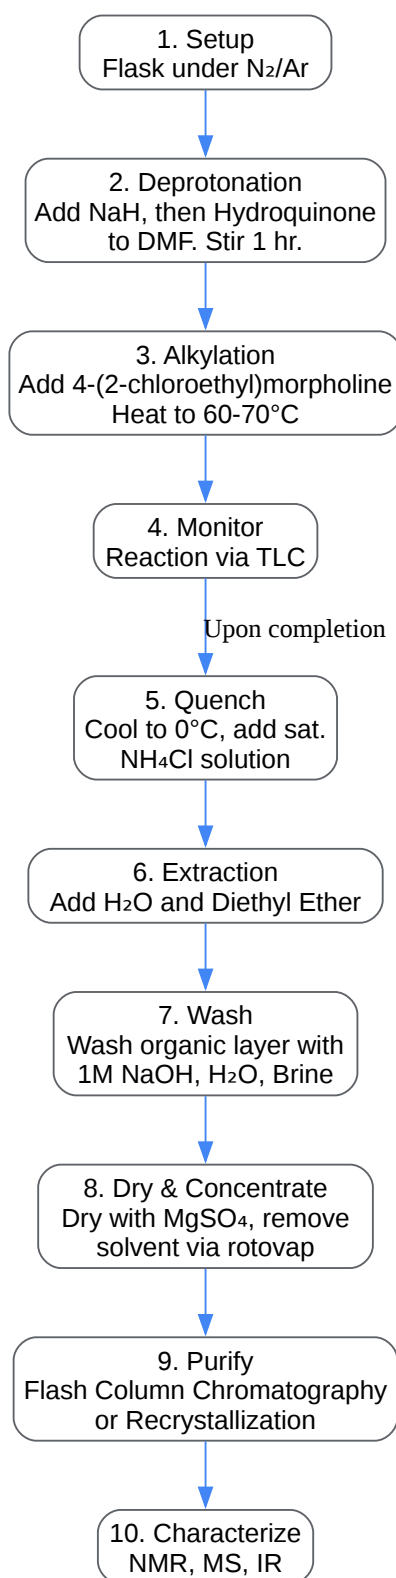 1. Setup
Flask under N₂/Ar
2. Deprotonation
Add NaH, then Hydroquinone
to DMF. Stir 1 hr.
3. Alkylation
Add 4-(2-chloroethyl)morpholine
Heat to 60-70°C
4. Monitor
Reaction via TLC
Upon completion
5. Quench
Cool to 0°C, add sat.
NH₄Cl solution
6. Extraction
Add H₂O and Diethyl Ether
7. Wash
Wash organic layer with
1M NaOH, H₂O, Brine
8. Dry & Concentrate
Dry with MgSO₄, remove
solvent via rotovap
9. Purify
Flash Column Chromatography
or Recrystallization
10. Characterize
NMR, MS, IR